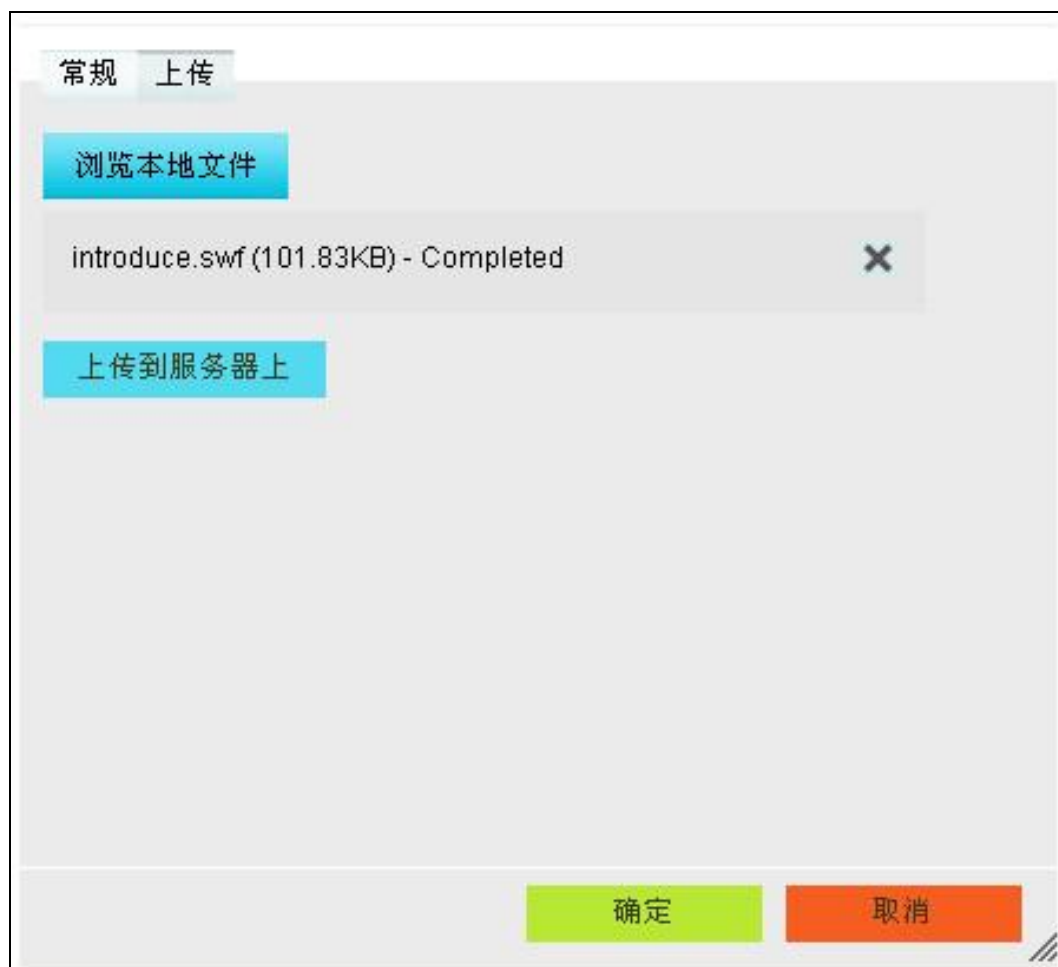 常规 上传
浏览本地文件
introduce.swf (101.83KB) - Completed
上传到服务器上
确定 取消